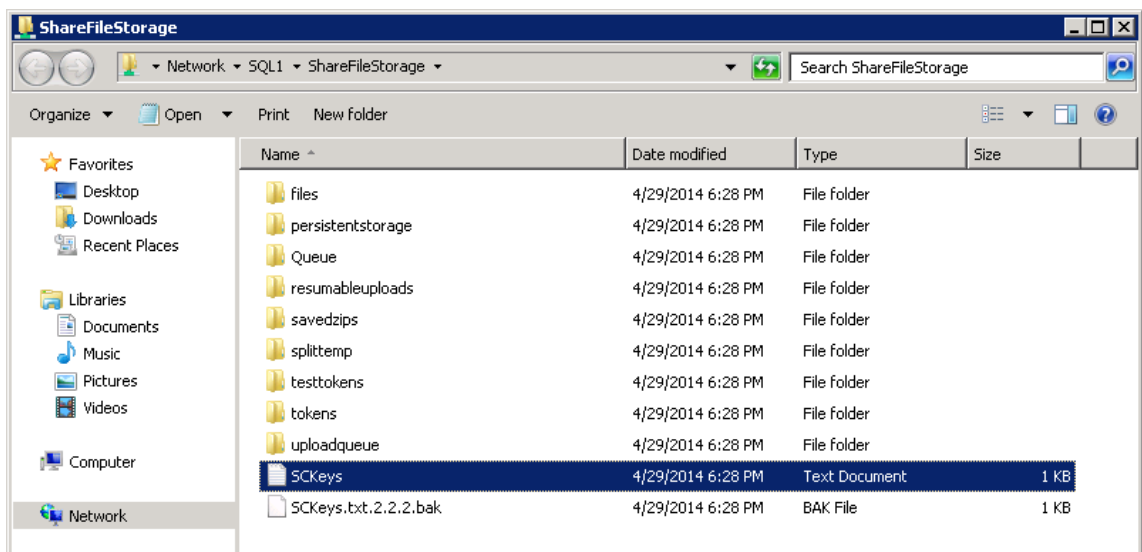 ShareFileStorage
Network SQL1 ShareFileStorage Search ShareFileStorage
Organize Open Print New folder
Favorites
Desktop
Downloads
Recent Places
Libraries
Documents
Music
Pictures
Videos
Computer
Network
Name Date modified Type Size
files 4/29/2014 6:28 PM File folder
persistentstorage 4/29/2014 6:28 PM File folder
Queue 4/29/2014 6:28 PM File folder
resumableuploads 4/29/2014 6:28 PM File folder
savedzips 4/29/2014 6:28 PM File folder
splittemp 4/29/2014 6:28 PM File folder
testtokens 4/29/2014 6:28 PM File folder
tokens 4/29/2014 6:28 PM File folder
uploadqueue 4/29/2014 6:28 PM File folder
SCKeys 4/29/2014 6:28 PM Text Document 1 KB
SCKeys.txt.2.2.2.bak 4/29/2014 6:28 PM BAK File 1 KB